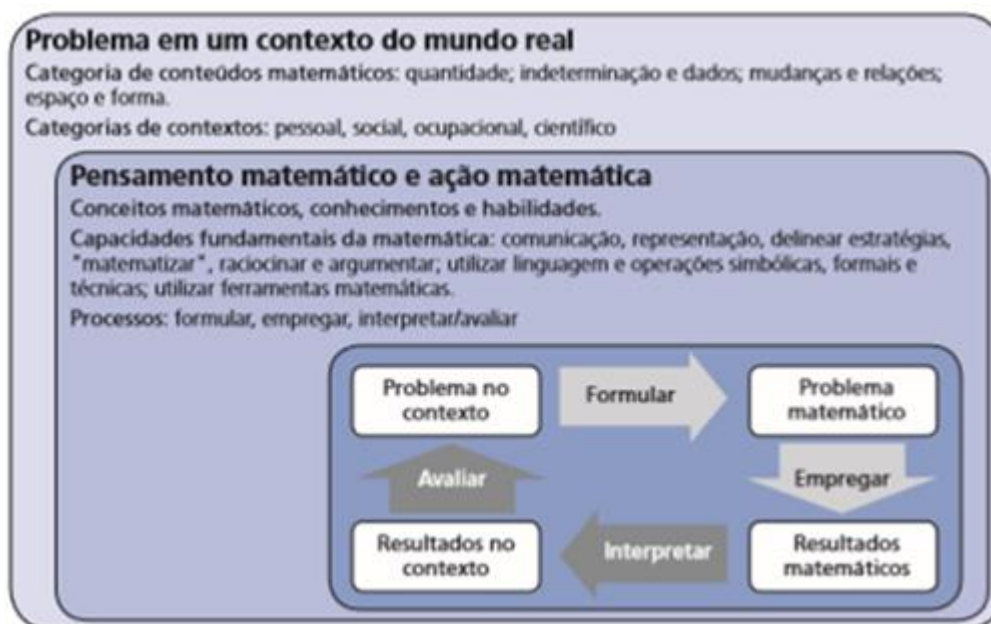 Problema em um contexto do mundo real
Categoria de conteúdos matemáticos: quantidade; indeterminação e dados; mudanças e relações;
espaço e forma.
Categorias de contextos: pessoal, social, ocupacional, científico
Pensamento matemático e ação matemática
Conceitos matemáticos, conhecimentos e habilidades.
Capacidades fundamentais da matemática: comunicação, representação, delinear estratégias,
"matematizar", raciocinar e argumentar; utilizar linguagem e operações simbólicas, formais e
técnicas; utilizar ferramentas matemáticas.
Processos: formular, empregar, interpretar/avaliar
Problema no
contexto
Formular
Problema
matemático
Avaliar
Empregar
Resultados no
contexto
Interpretar
Resultados
matemáticos